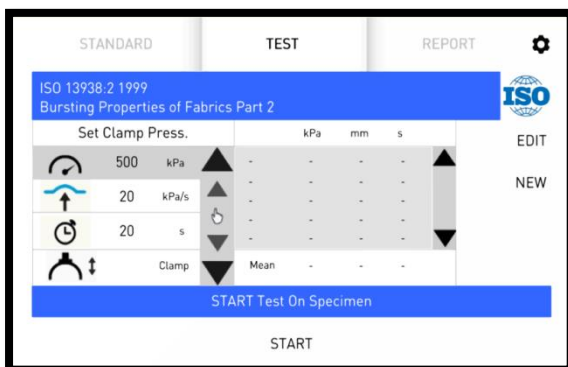 STANDARD TEST REPORT
ISO 13938:2 1999
Bursting Properties of Fabrics Part 2
ISO
Set Clamp Press. kPa mm s
EDIT
500 kPa - - - -
NEW
20 kPa/s - - - -
- - - -
20 s - - - -
- - - -
Clamp Mean - - -
START Test On Specimen
START